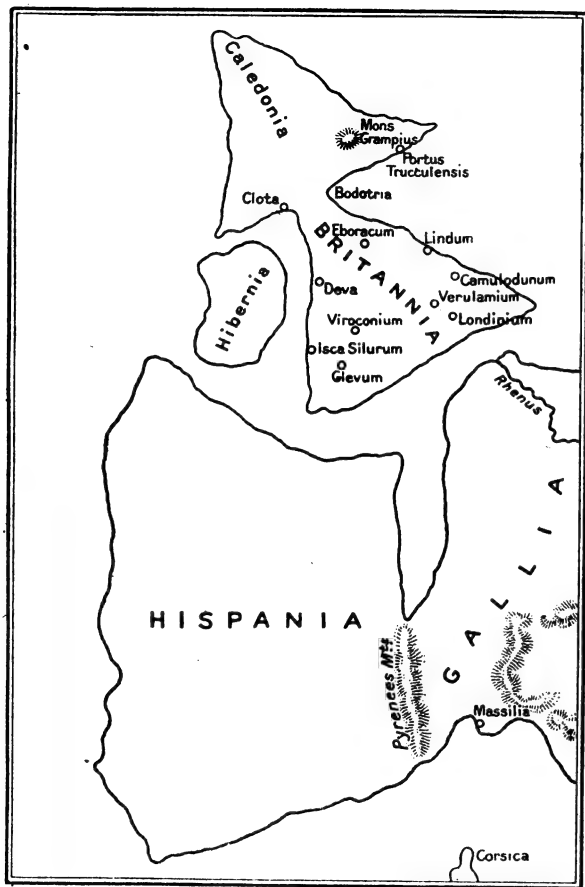 Caledonia
Mons
Grampius
Portus
Trucculensis
Bodotria
Clota
Eboracum
Lindum
BRITANNIA
Camulodunum
Hibernia
Deva
Verulamium
Viroconium
Londinium
Isca Silurum
Glevum
Rhenus
GALLIA
HISPANIA
Pyrenees Mts
Massilia
Corsica